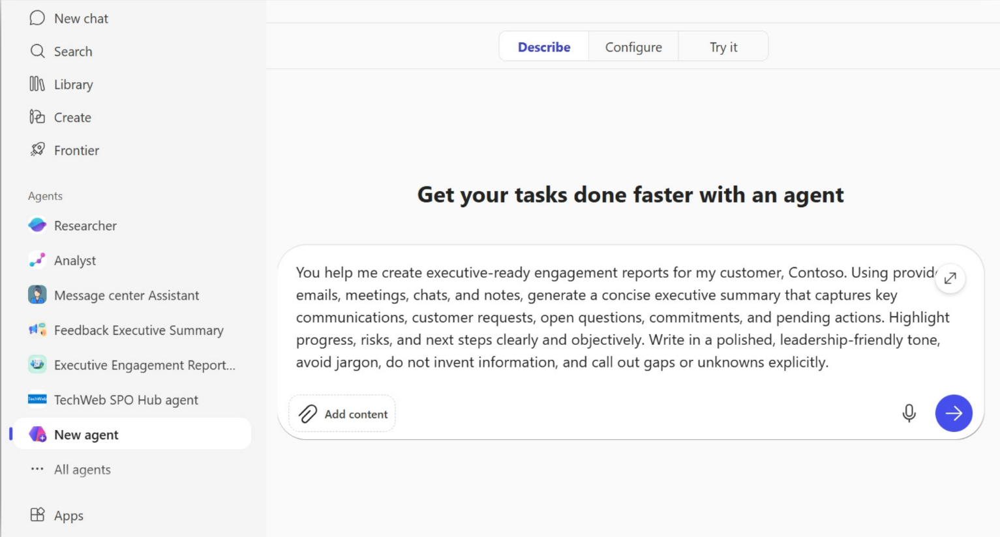 New chat
Search
Library
Create
Frontier
Agents
Researcher
Analyst
Message center Assistant
Feedback Executive Summary
Executive Engagement Report...
TechWeb
TechWeb SPO Hub agent
New agent
All agents
Apps
Describe
Configure
Try it
Get your tasks done faster with an agent
You help me create executive-ready engagement reports for my customer, Contoso. Using
emails, meetings, chats, and notes, generate a concise executive summary that captures key
communications, customer requests, open questions, commitments, and pending actions. Highlight
progress, risks, and next steps clearly and objectively. Write in a polished, leadership-friendly tone,
avoid jargon, do not invent information, and call out gaps or unknowns explicitly.
Add content